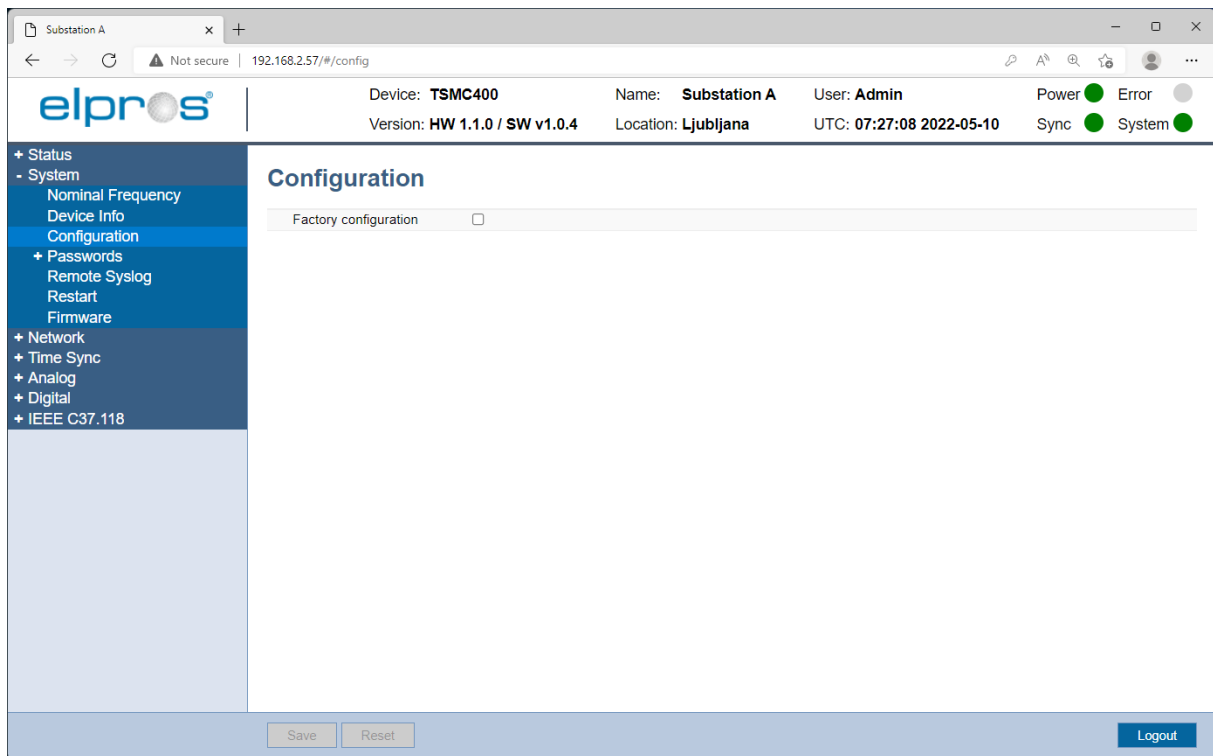 Substation A
Not secure | 192.168.2.57/#/config
elpros®
Device: TSMC400 Name: Substation A User: Admin Power Error
Version: HW 1.1.0 / SW v1.0.4 Location: Ljubljana UTC: 07:27:08 2022-05-10 Sync System
+ Status
- System
Nominal Frequency
Device Info
Configuration
+ Passwords
Remote Syslog
Restart
Firmware
+ Network
+ Time Sync
+ Analog
+ Digital
+ IEEE C37.118
Configuration
Factory configuration
Save Reset Logout